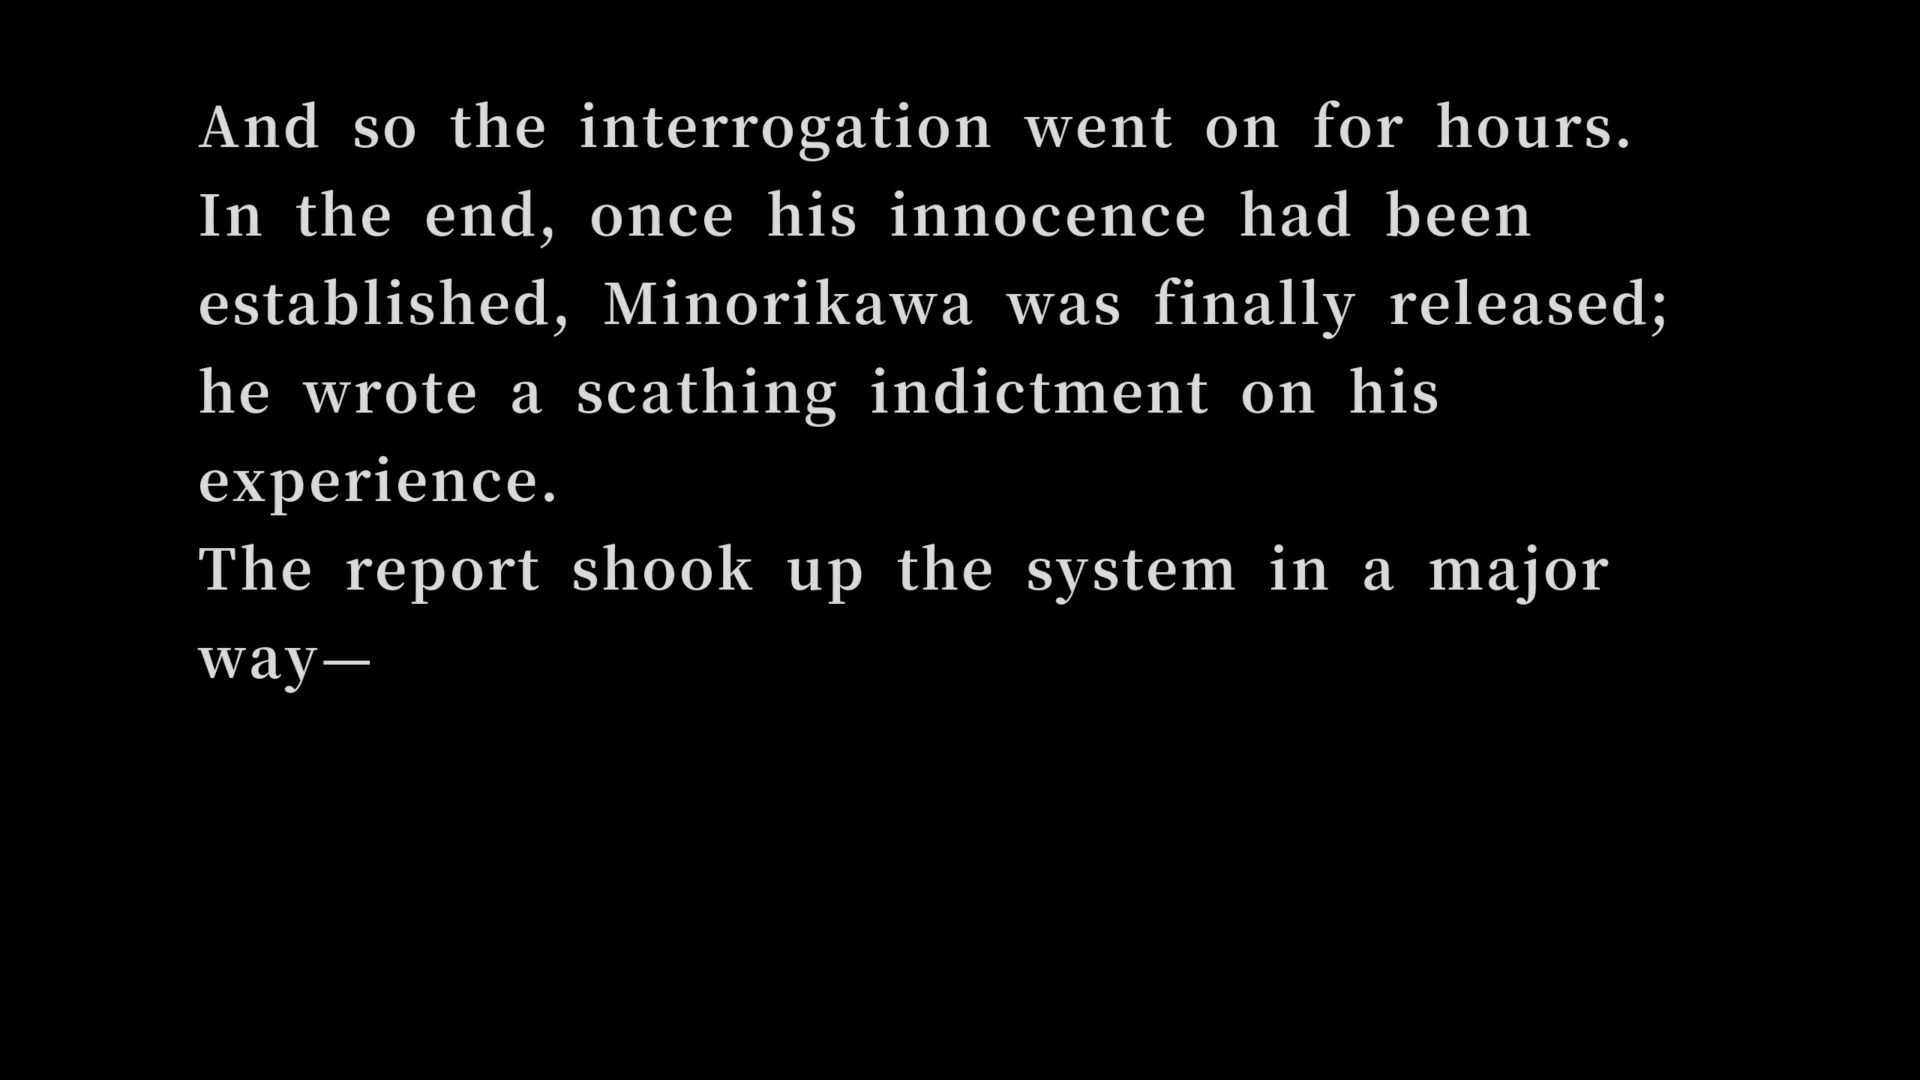 And so the interrogation went on for hours.
In the end, once his innocence had been
established, Minorikawa was finally released;
he wrote a scathing indictment on his
experience.
The report shook up the system in a major
way—